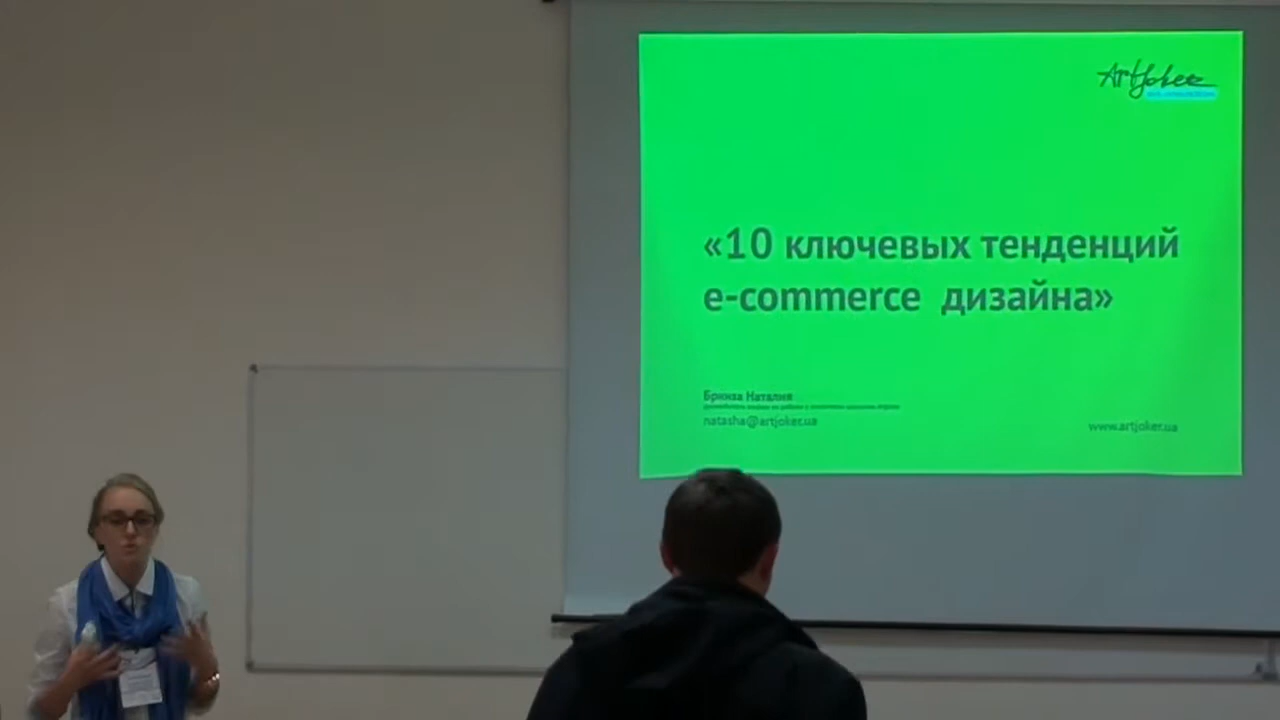 ArtJoker
«10 ключевых тенденций
e-commerce дизайна»
Бринза Наталия
natasha@artjoker.ua
www.artjoker.ua